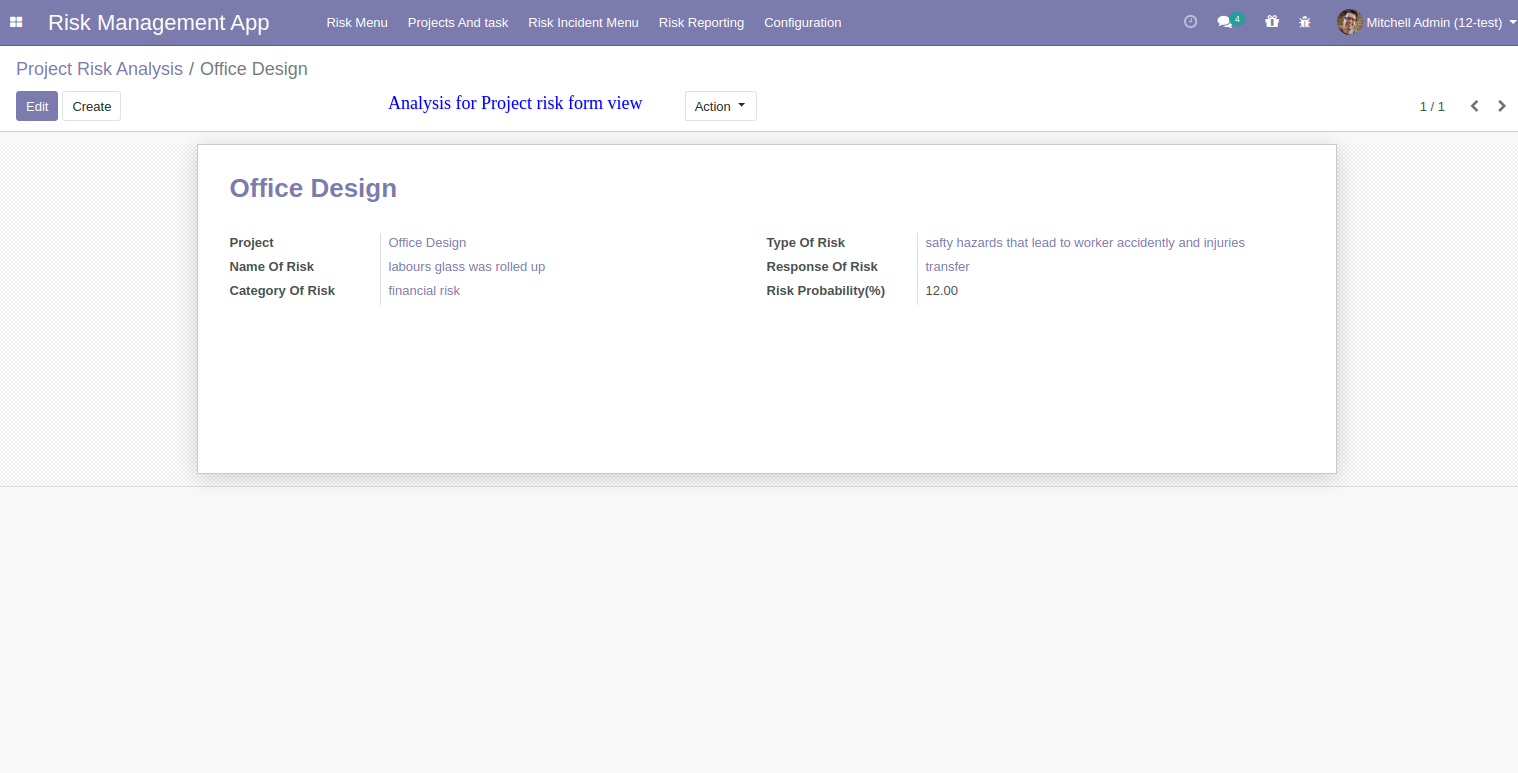 Risk Management App Risk Menu Projects And task Risk Incident Menu Risk Reporting Configuration 4 Mitchell Admin (12-test)
Project Risk Analysis / Office Design
Edit Create Analysis for Project risk form view Action 1 / 1
Office Design
Project Office Design Type Of Risk safty hazards that lead to worker accidently and injuries
Name Of Risk labours glass was rolled up Response Of Risk transfer
Category Of Risk financial risk Risk Probability(%) 12.00